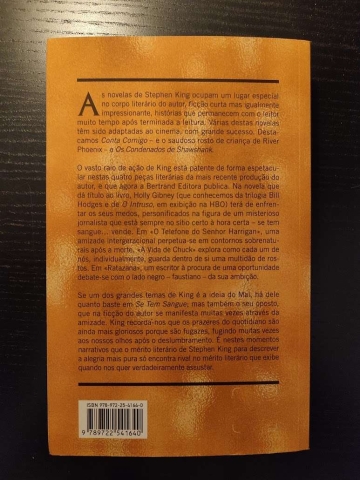 As novelas de Stephen King ocupam um lugar especial
no corpo literário do autor, ficção curta mas igualmente
impressionante, histórias que permanecem com o leitor
muito tempo após terminada a leitura. Várias destas novelas
têm sido adaptadas ao cinema, com grande sucesso. Desta-
camos Conta Comigo – e o saudoso rosto de criança de River
Phoenix – e Os Condenados de Shawshank.
O vasto raio de ação de King está patente de forma espetacu-
lar nestas quatro peças literárias da mais recente produção do
autor, e que agora a Bertrand Editora publica. Na novela que
dá título ao livro, Holly Gibney (que conhecemos da trilogia Bill
Hodges e de O Intruso, em exibição na HBO) terá de enfren-
tar os seus medos, personificados na figura de um misterioso
jornalista que está sempre no sítio certo à hora certa – se tem
sangue... vende. Em «O Telefone do Senhor Harrigan», uma
amizade intergeracional perpetua-se em contornos sobrenatu-
rais após a morte. «A Vida de Chuck» explora como cada um de
nós, individualmente, guarda dentro de si uma multidão de ros-
tos. Em «Ratazana», um escritor à procura de uma oportunidade
debate-se com o lado negro – faustiano – da sua ambição.
Se um dos grandes temas de King é a ideia do Mal, há dele
quanto baste em Se Tem Sangue, mas também o seu oposto,
que na ficção do autor se manifesta muitas vezes através da
amizade. King recorda-nos que os prazeres do quotidiano são
ainda mais gloriosos porque são fugazes, fugindo muitas vezes
aos nossos olhos após o deslumbramento. É nestes momentos
narrativos que o mérito literário de Stephen King para descrever
a alegria mais pura só encontra rival no mérito literário que exibe
quando nos quer verdadeiramente assustar.
ISBN 978-972-25-4164-0
9 789722 541640